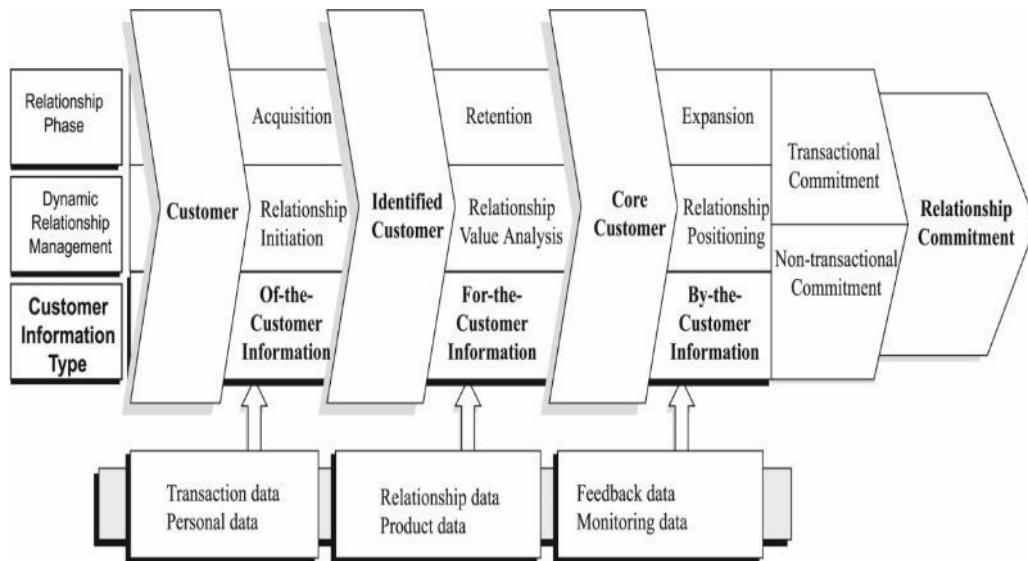 Relationship
Phase
Acquisition
Retention
Expansion
Transactional
Commitment
Dynamic
Relationship
Management
Customer
Relationship
Initiation
Identified
Customer
Relationship
Value Analysis
Core
Customer
Relationship
Positioning
Non-transactional
Commitment
Relationship
Commitment
Customer
Information
Type
Of-the-
Customer
Information
For-the-
Customer
Information
By-the-
Customer
Information
Transaction data
Personal data
Relationship data
Product data
Feedback data
Monitoring data